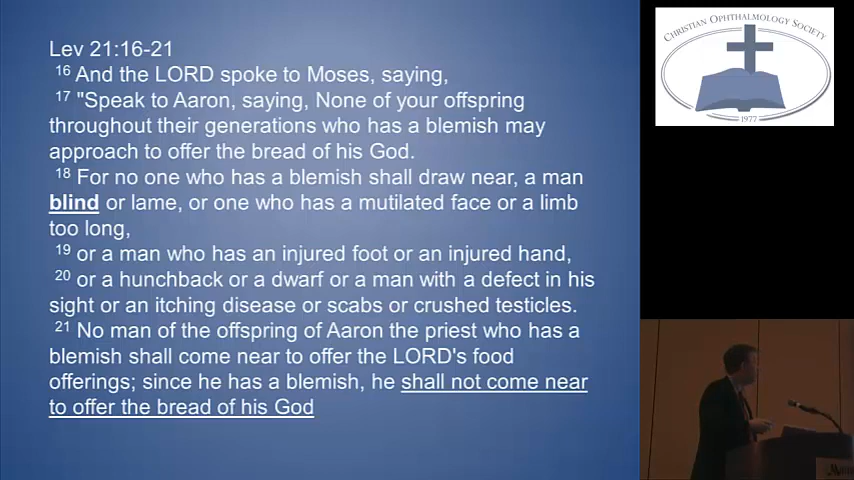 Lev 21:16-21
16 And the LORD spoke to Moses, saying,
17 "Speak to Aaron, saying, None of your offspring
throughout their generations who has a blemish may
approach to offer the bread of his God.
18 For no one who has a blemish shall draw near, a man
blind or lame, or one who has a mutilated face or a limb
too long,
19 or a man who has an injured foot or an injured hand,
20 or a hunchback or a dwarf or a man with a defect in his
sight or an itching disease or scabs or crushed testicles.
21 No man of the offspring of Aaron the priest who has a
blemish shall come near to offer the LORD's food
offerings; since he has a blemish, he shall not come near
to offer the bread of his God
CHRISTIAN OPHTHALMOLOGY SOCIETY
1977